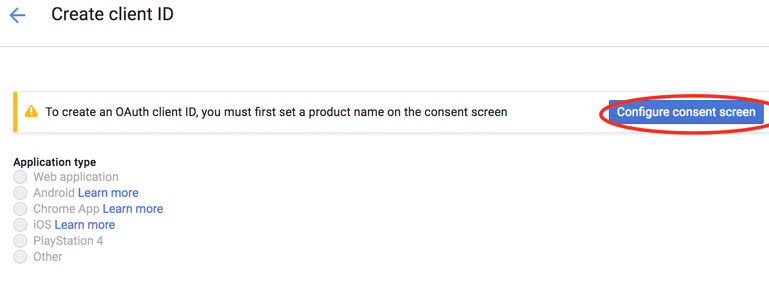 Create client ID
To create an OAuth client ID, you must first set a product name on the consent screen
Configure consent screen
Application type
Web application
Android Learn more
Chrome App Learn more
iOS Learn more
PlayStation 4
Other